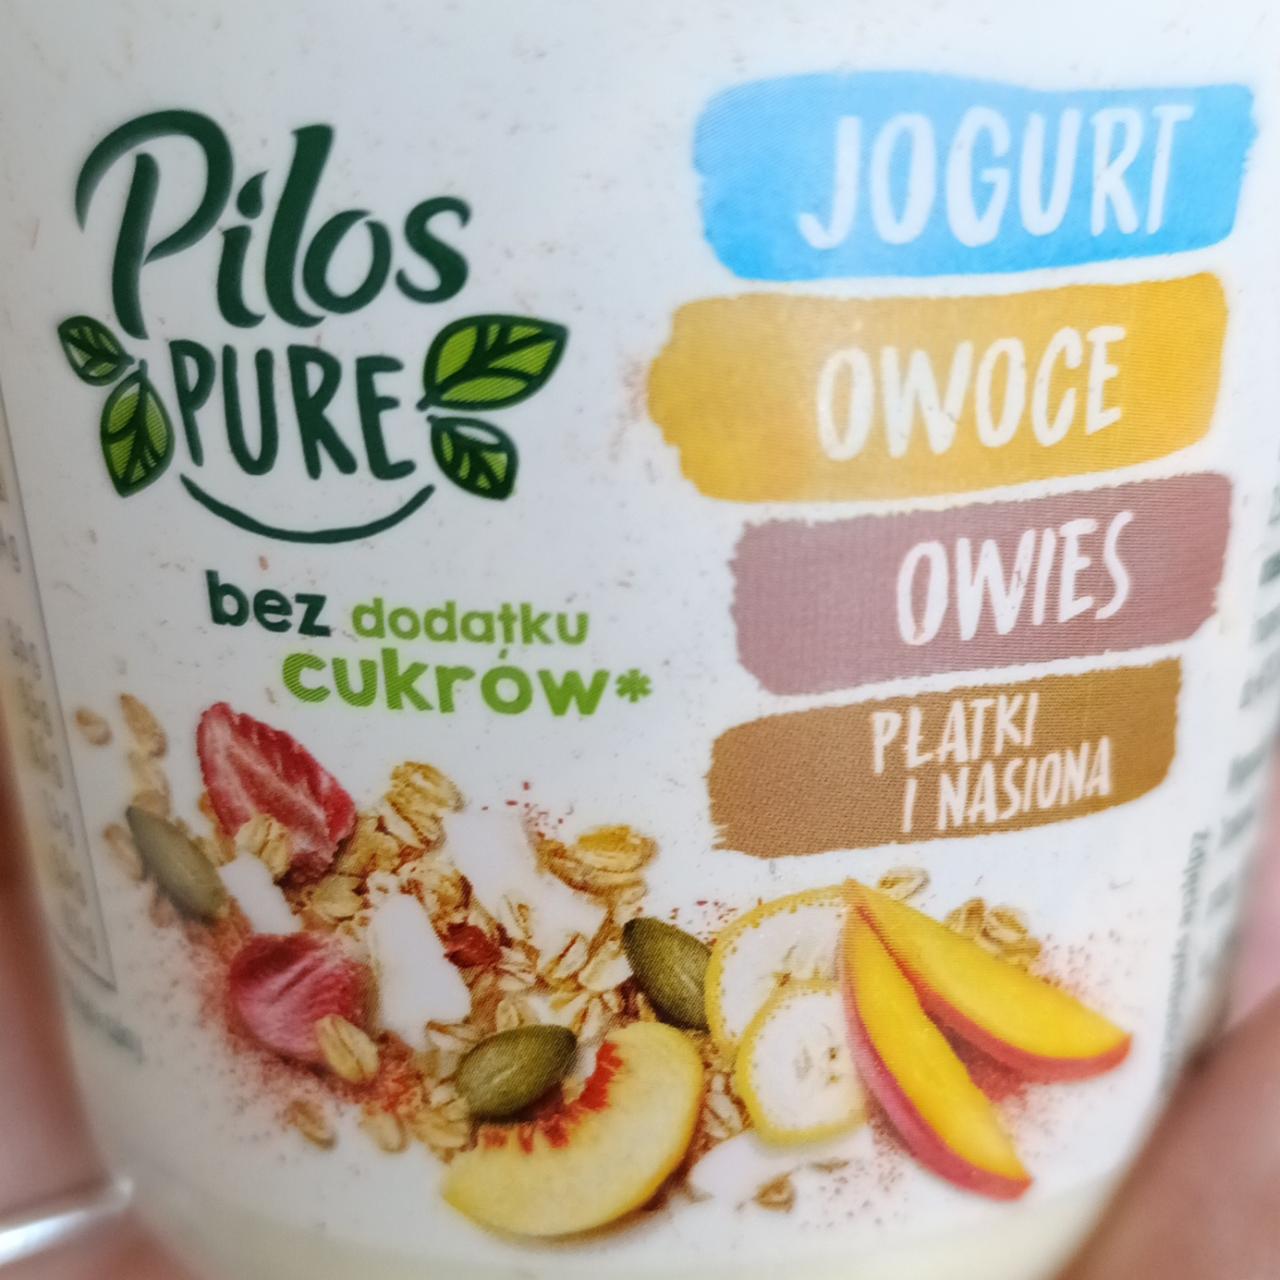 Pilos
PURE
bez dodatku
cukrów*
JOGURT
OWOCE
OWIES
PŁATKI
I NASIONA